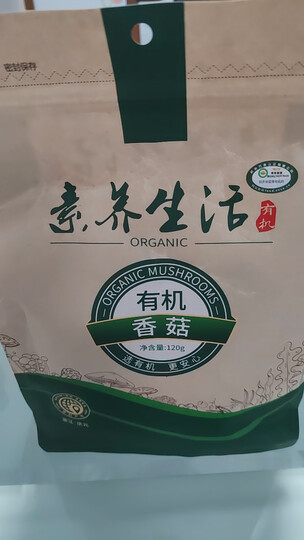 密封保存
素养生活
有机
ORGANIC
ORGANIC MUSHROOMS
有机
香菇
净含量:120g
选有机 更安心